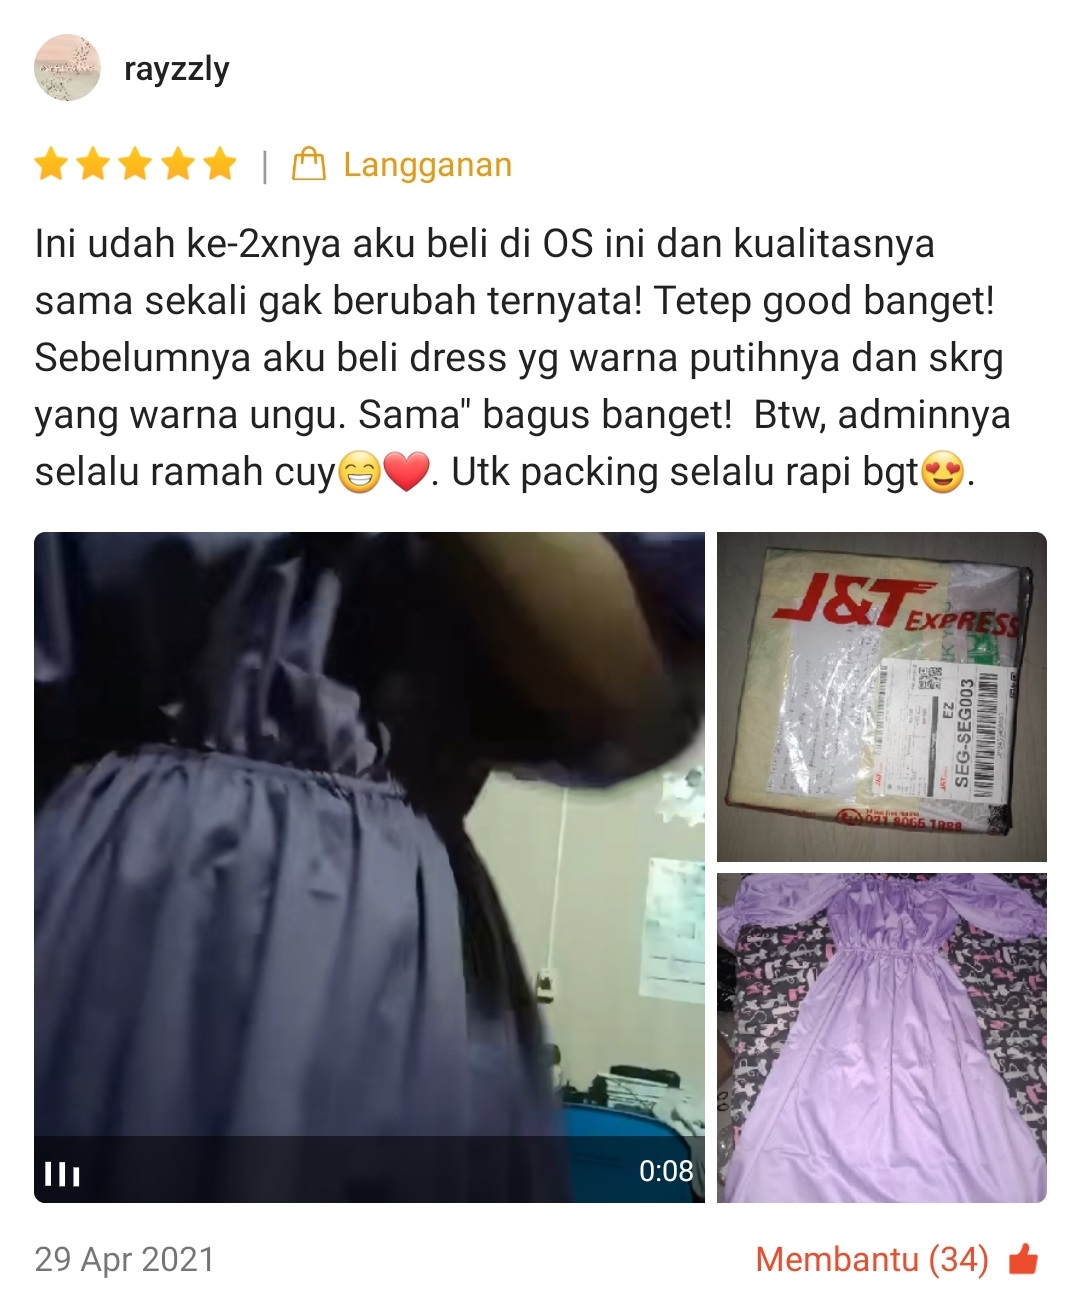 rayzzly
| Langganan
Ini udah ke-2xnya aku beli di OS ini dan kualitasnya
sama sekali gak berubah ternyata! Tetep good banget!
Sebelumnya aku beli dress yg warna putihnya dan skrg
yang warna ungu. Sama" bagus banget!  Btw, adminnya
selalu ramah cuy😁❤️. Utk packing selalu rapi bgt😍.
J&T EXPRESS
EZ
SEG-SEG003
021 8066 1888
0:08
29 Apr 2021
Membantu (34)